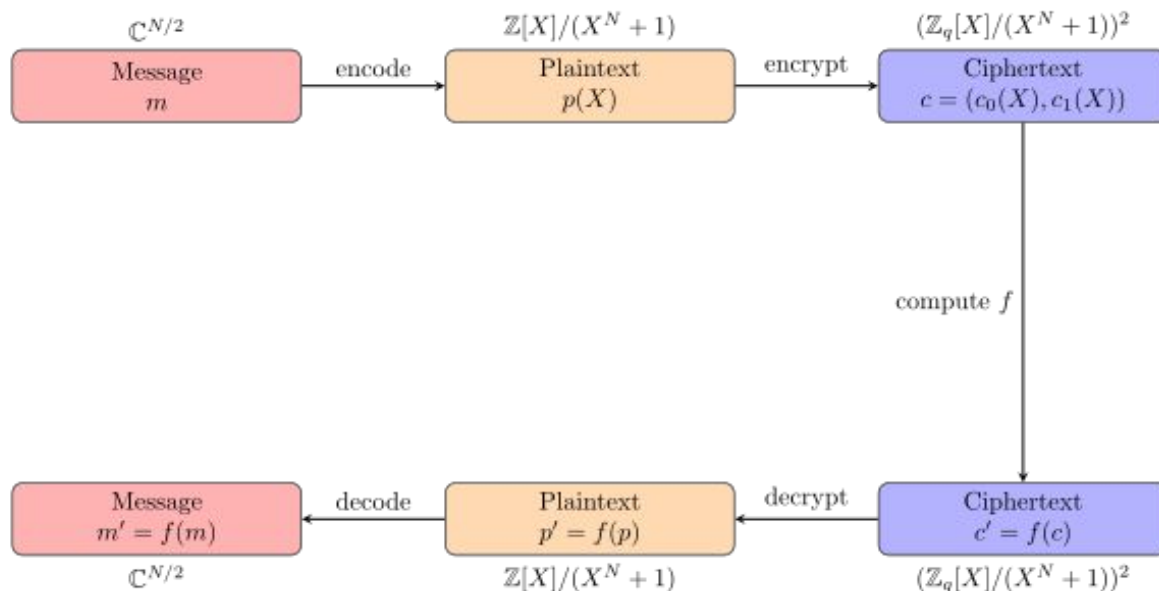 ℂ^{N/2} ℤ[X]/(X^N + 1) (ℤ_q[X]/(X^N + 1))^2
Message Plaintext Ciphertext
m p(X) c = (c_0(X), c_1(X))
encode encrypt
compute f
Message Plaintext Ciphertext
m′ = f(m) p′ = f(p) c′ = f(c)
decode decrypt
ℂ^{N/2} ℤ[X]/(X^N + 1) (ℤ_q[X]/(X^N + 1))^2